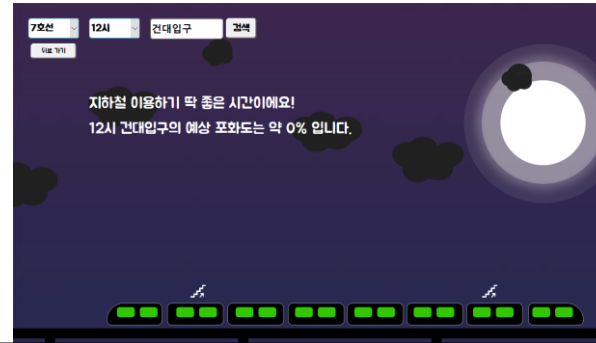 7호선 12시 건대입구 검색
뒤로 가기
지하철 이용하기 딱 좋은 시간이에요!
12시 건대입구의 예상 포화도는 약 0% 입니다.